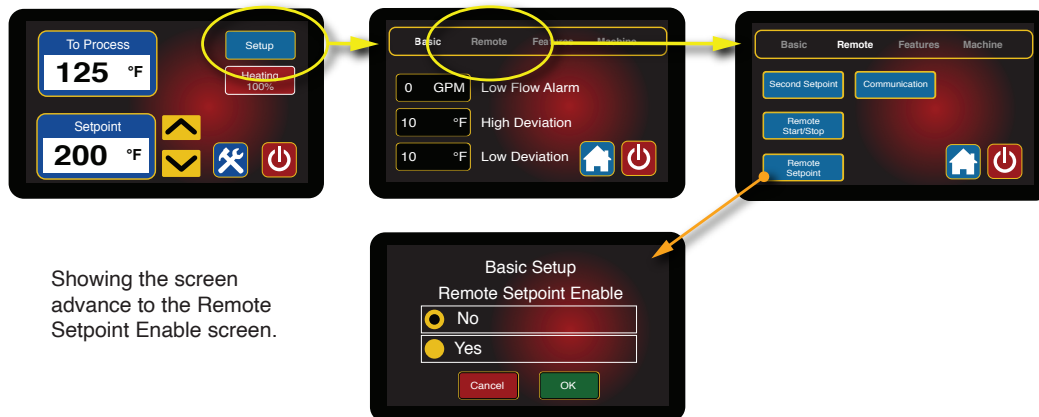 To Process
125 °F
Setup
Heating
100%
Setpoint
200 °F
Basic Remote Features Machine
0 GPM Low Flow Alarm
10 °F High Deviation
10 °F Low Deviation
Basic Remote Features Machine
Second Setpoint Communication
Remote
Start/Stop
Remote
Setpoint
Showing the screen
advance to the Remote
Setpoint Enable screen.
Basic Setup
Remote Setpoint Enable
No
Yes
Cancel OK